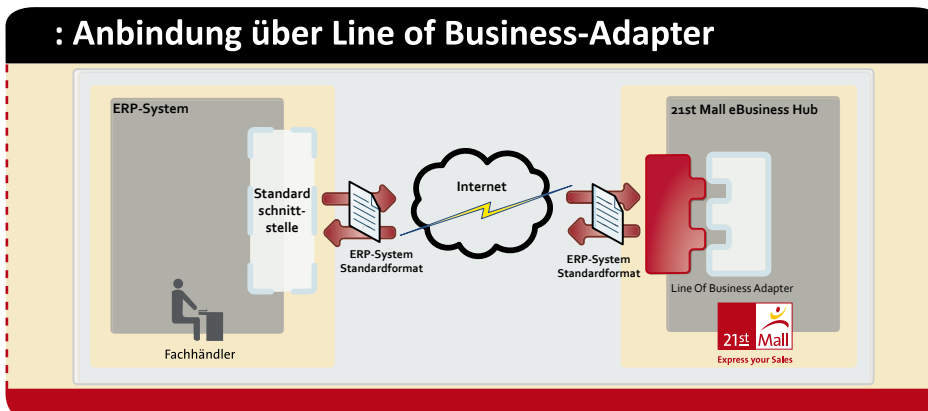 : Anbindung über Line of Business-Adapter
ERP-System
Standard
schnitt-
stelle
Fachhändler
ERP-System
Standardformat
Internet
ERP-System
Standardformat
21st Mall eBusiness Hub
Line Of Business Adapter
21st Mall
Express your Sales